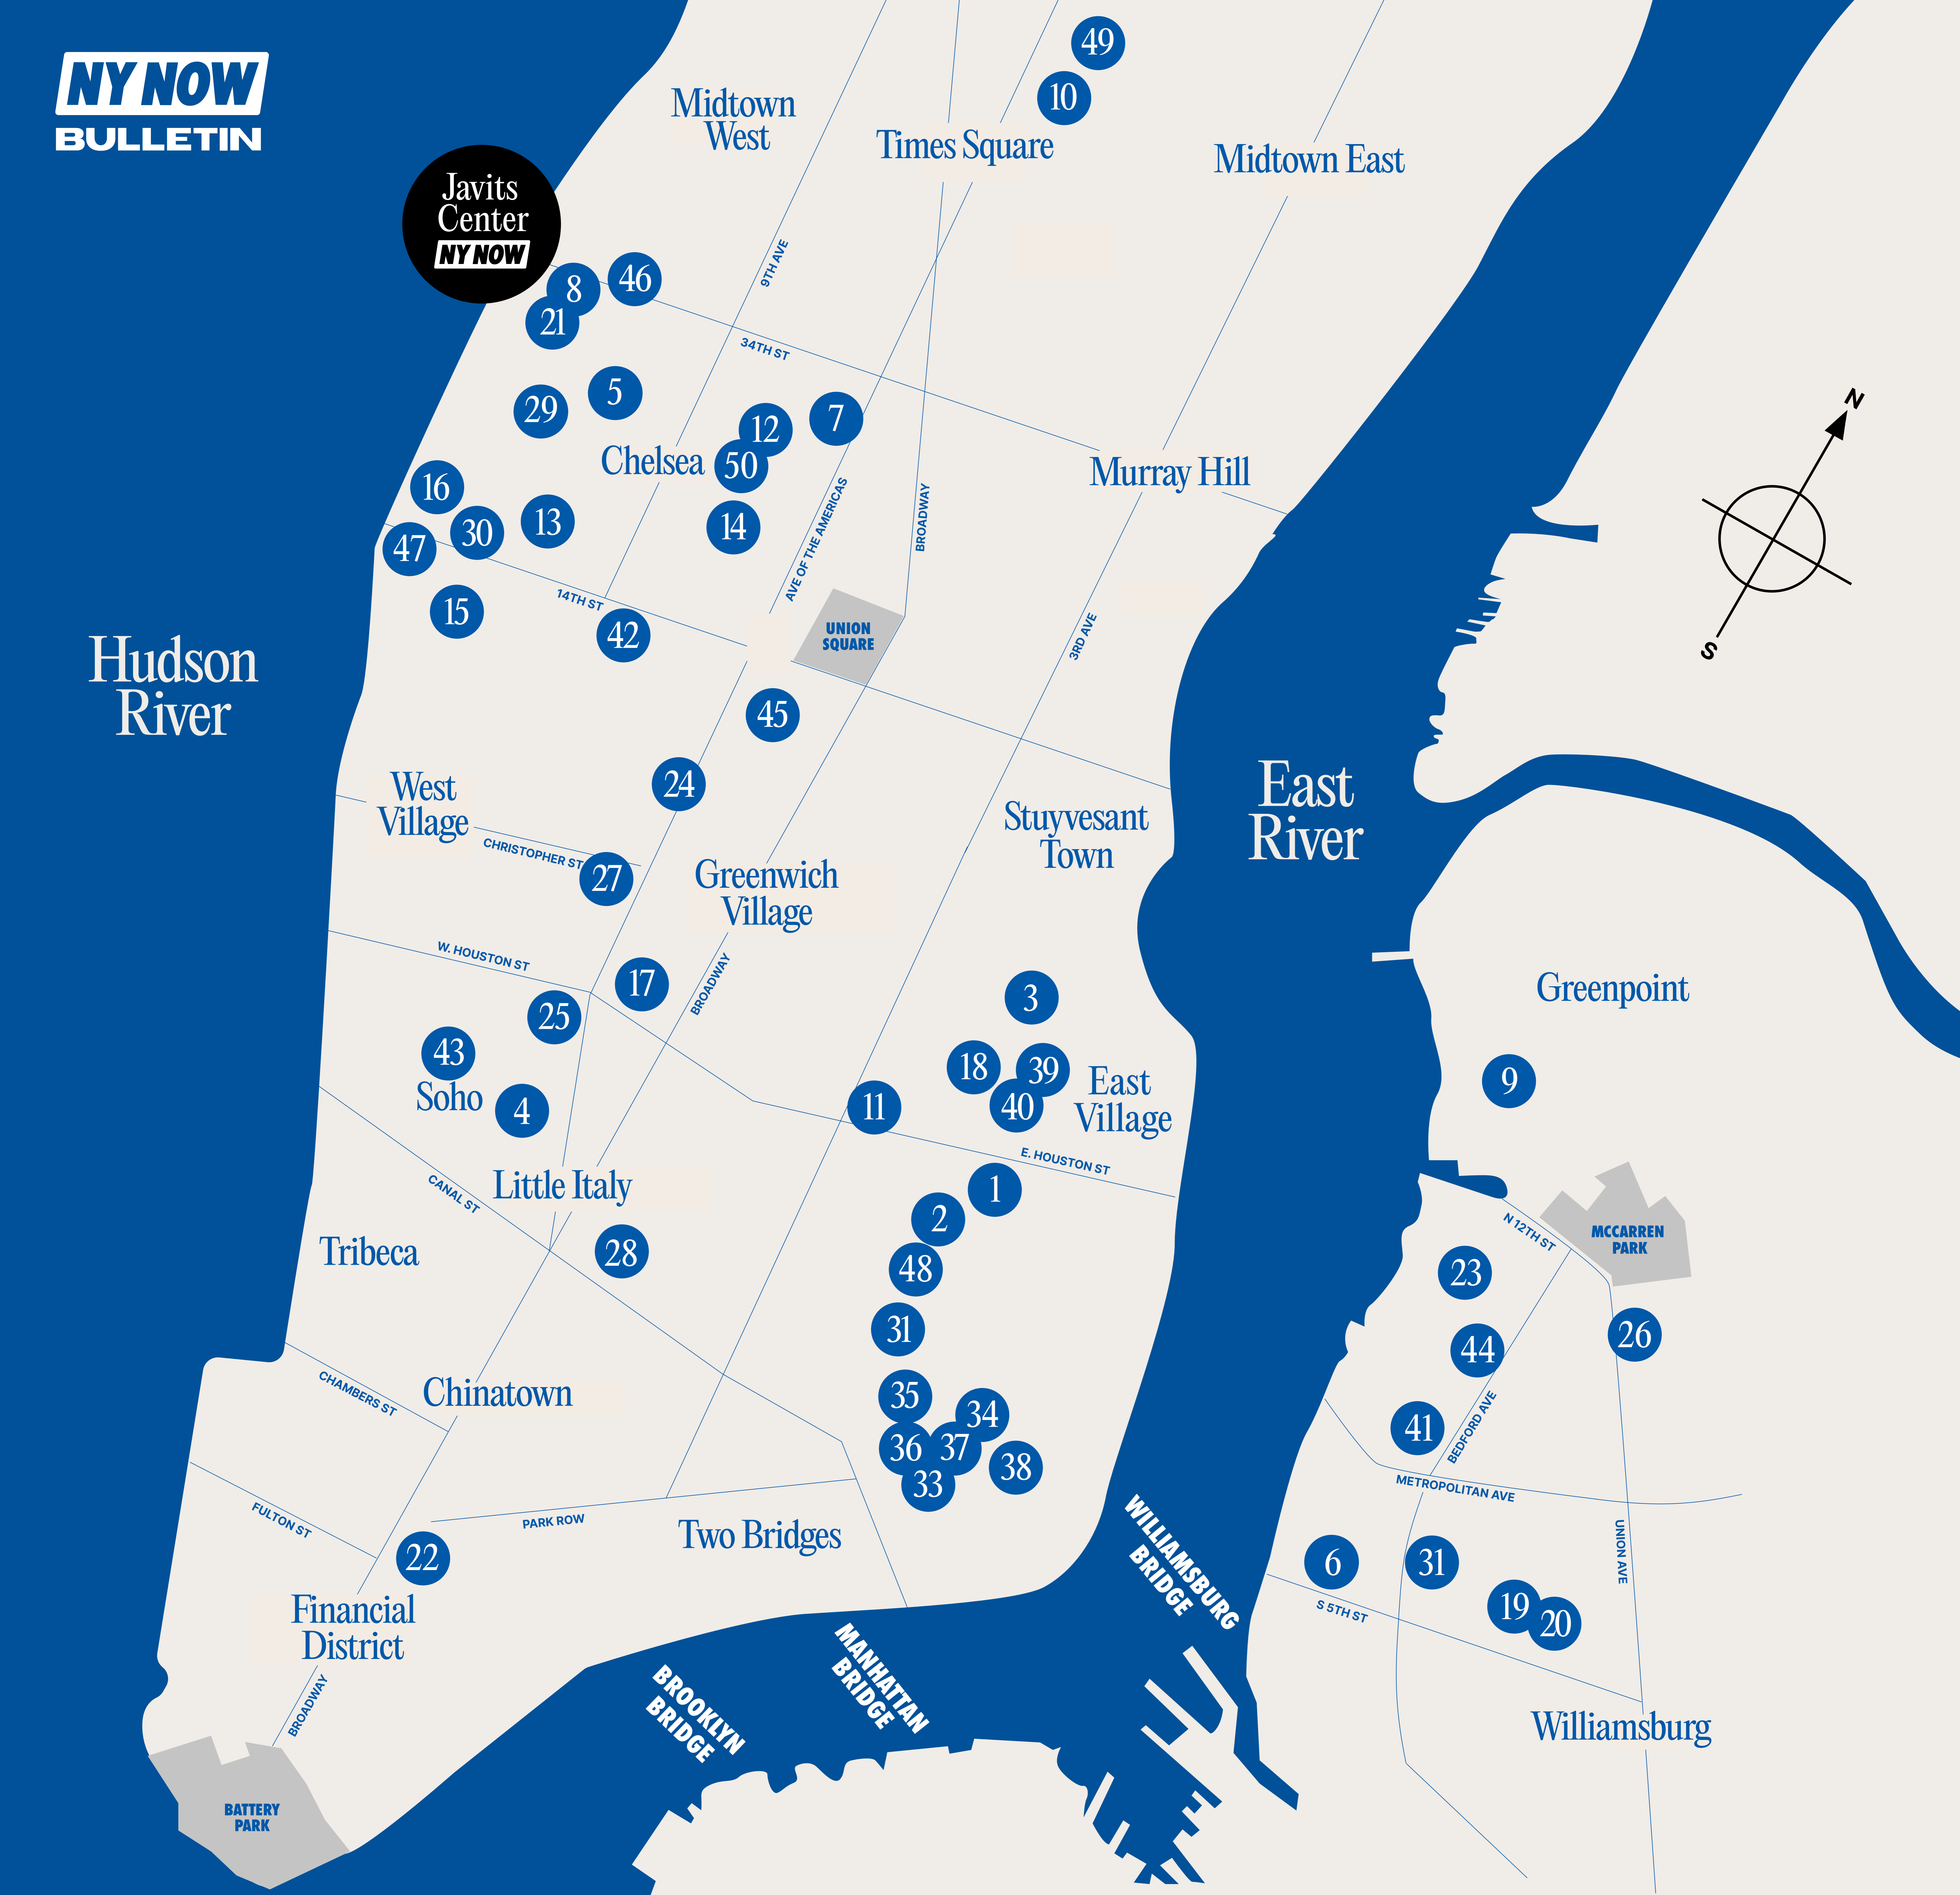 NY NOW
BULLETIN
Javits
Center
NY NOW
Midtown
West
Times Square
Midtown East
49
10
8
46
21
9TH AVE
34TH ST
5
29
12
7
Chelsea
50
Murray Hill
16
30
13
14
47
AVE OF THE AMERICAS
BROADWAY
N
S
15
14TH ST
42
UNION
SQUARE
3RD AVE
Hudson
River
45
24
West
Village
CHRISTOPHER ST
27
Stuyvesant
Town
East
River
Greenwich
Village
W. HOUSTON ST
17
BROADWAY
3
Greenpoint
25
43
Soho
4
18
39
40
East
Village
11
9
E. HOUSTON ST
Little Italy
CANAL ST
1
2
Tribeca
28
48
N 12TH ST
MCCARREN
PARK
23
31
44
26
CHAMBERS ST
Chinatown
35
34
36
37
38
33
41
BEDFORD AVE
METROPOLITAN AVE
FULTON ST
PARK ROW
22
Two Bridges
WILLIAMSBURG
BRIDGE
6
31
UNION AVE
S 5TH ST
19
20
Financial
District
BROADWAY
MANHATTAN
BRIDGE
BROOKLYN
BRIDGE
Williamsburg
BATTERY
PARK